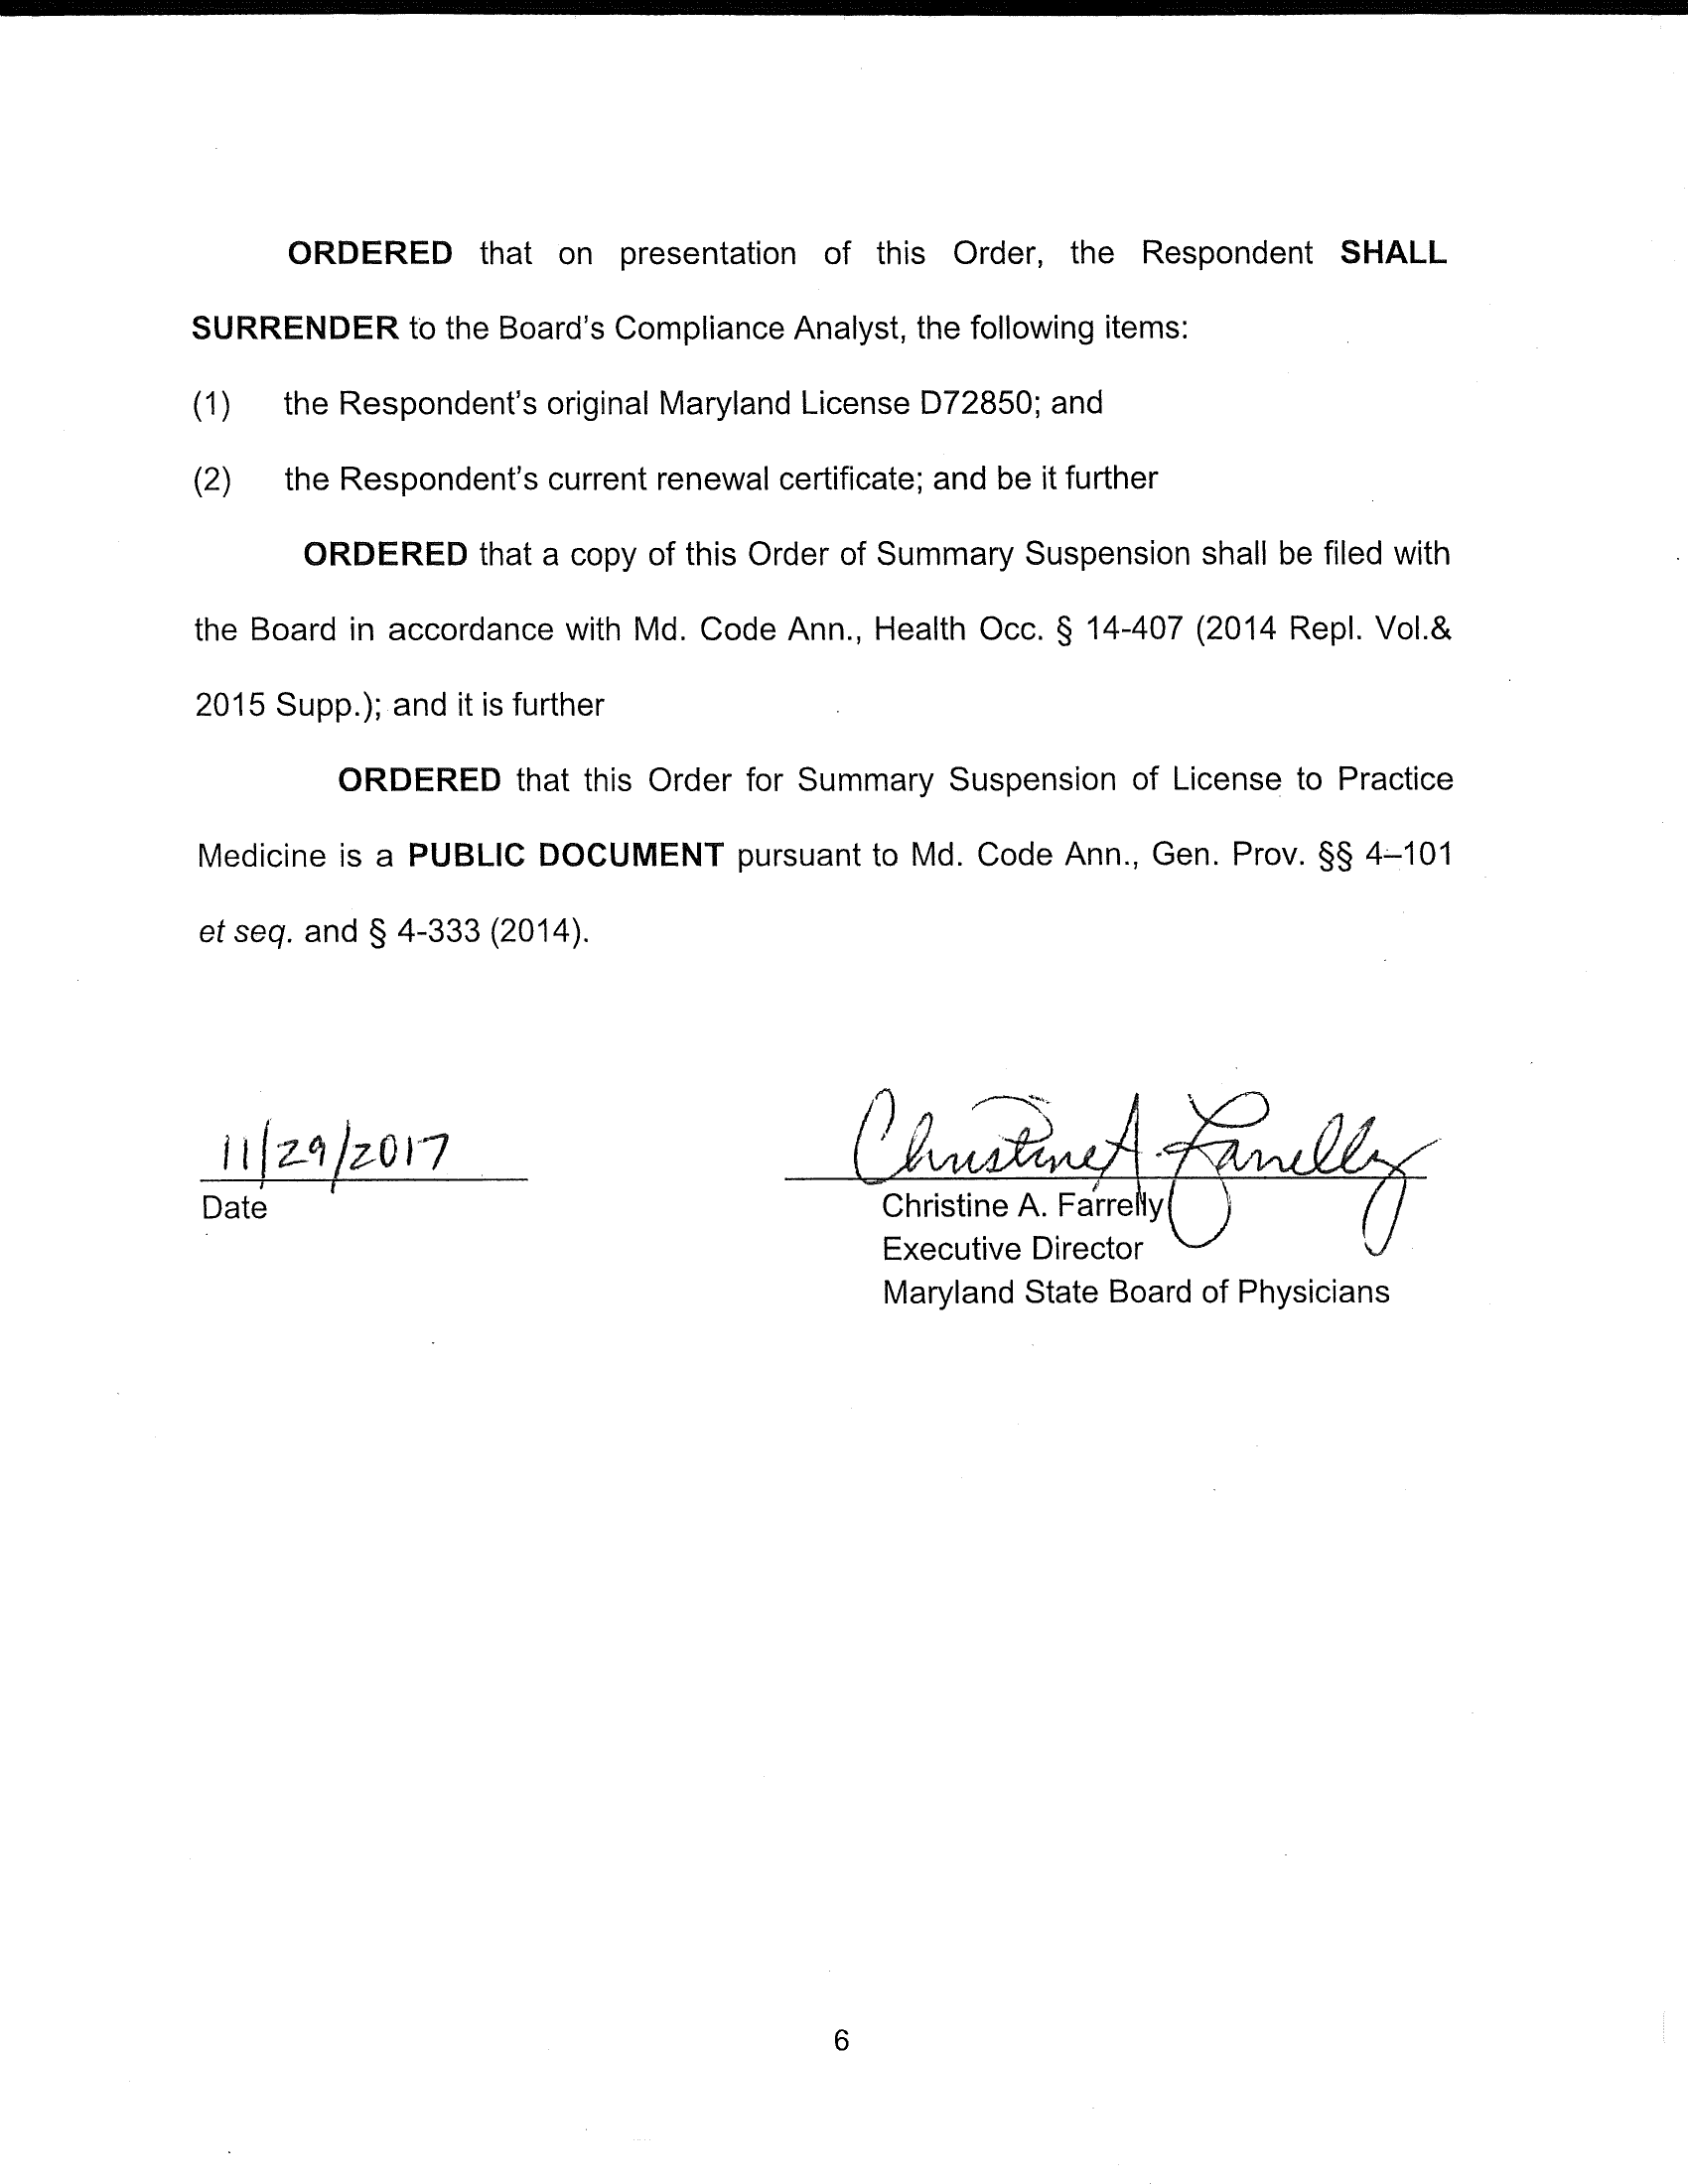 ORDERED that on presentation of this Order, the Respondent SHALL
SURRENDER to the Board's Compliance Analyst, the following items:
(1) the Respondent's original Maryland License D72850; and
(2) the Respondent's current renewal certificate; and be it further
ORDERED that a copy of this Order of Summary Suspension shall be filed with
the Board in accordance with Md. Code Ann., Health Occ. § 14-407 (2014 Repl. Vol.&
2015 Supp.); and it is further
ORDERED that this Order for Summary Suspension of License to Practice
Medicine is a PUBLIC DOCUMENT pursuant to Md. Code Ann., Gen. Prov. §§ 4–101
et seq. and § 4-333 (2014).
11/29/2017
Date
Christine A. Farrelly
Christine A. Farrelly
Executive Director
Maryland State Board of Physicians
6